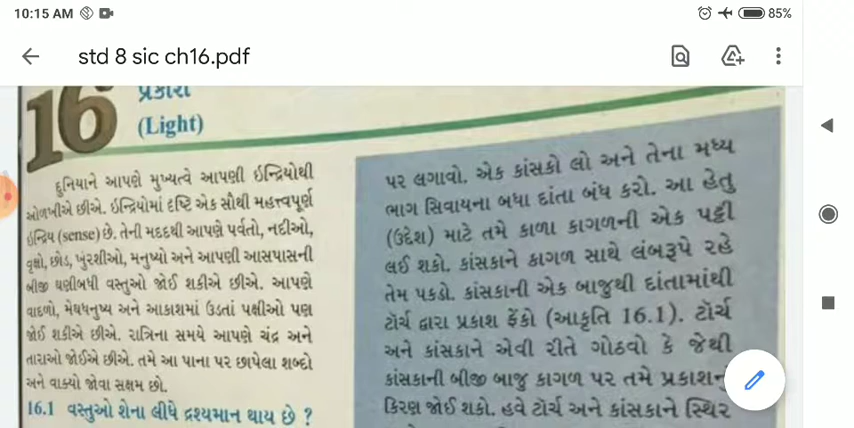 10:15 AM
85%
std 8 sic ch16.pdf
16
પ્રકાશ
(Light)
દુનિયાને આપણે મુખ્યત્વે આપણી ઇન્દ્રિયોથી
ઓળખીએ છીએ. ઇન્દ્રિયોમાં દૃષ્ટિ એક સૌથી મહત્ત્વપૂર્ણ
ઇન્દ્રિય (sense) છે. તેની મદદથી આપણે પર્વતો, નદીઓ,
વૃક્ષો, છોડ, ખુરશીઓ, મનુષ્યો અને આપણી આસપાસની
બીજી ઘણીબધી વસ્તુઓ જોઈ શકીએ છીએ. આપણે
વાદળો, મેઘધનુષ્ય અને આકાશમાં ઉડતાં પક્ષીઓ પણ
જોઈ શકીએ છીએ. રાત્રિના સમયે આપણે ચંદ્ર અને
તારાઓ જોઈએ છીએ. તમે આ પાના પર છાપેલા શબ્દો
અને વાક્યો જોવા સક્ષમ છો.
16.1 વસ્તુઓ શેના લીધે દ્રશ્યમાન થાય છે ?
પર લગાવો. એક કાંસકો લો અને તેના મધ્ય
ભાગ સિવાયના બધા દાંતા બંધ કરો. આ હેતુ
(ઉદ્દેશ) માટે તમે કાળા કાગળની એક પટ્ટી
લઈ શકો. કાંસકાને કાગળ સાથે લંબરૂપે રહે
તેમ પકડો. કાંસકાની એક બાજુથી દાંતામાંથી
ટૉર્ચ દ્વારા પ્રકાશ ફેંકો (આકૃતિ 16.1). ટૉર્ચ
અને કાંસકાને એવી રીતે ગોઠવો કે જેથી
કાંસકાની બીજી બાજુ કાગળ પર તમે
કિરણ જોઈ શકો. હવે ટૉર્ચ અને કાંસકાને સ્થિર